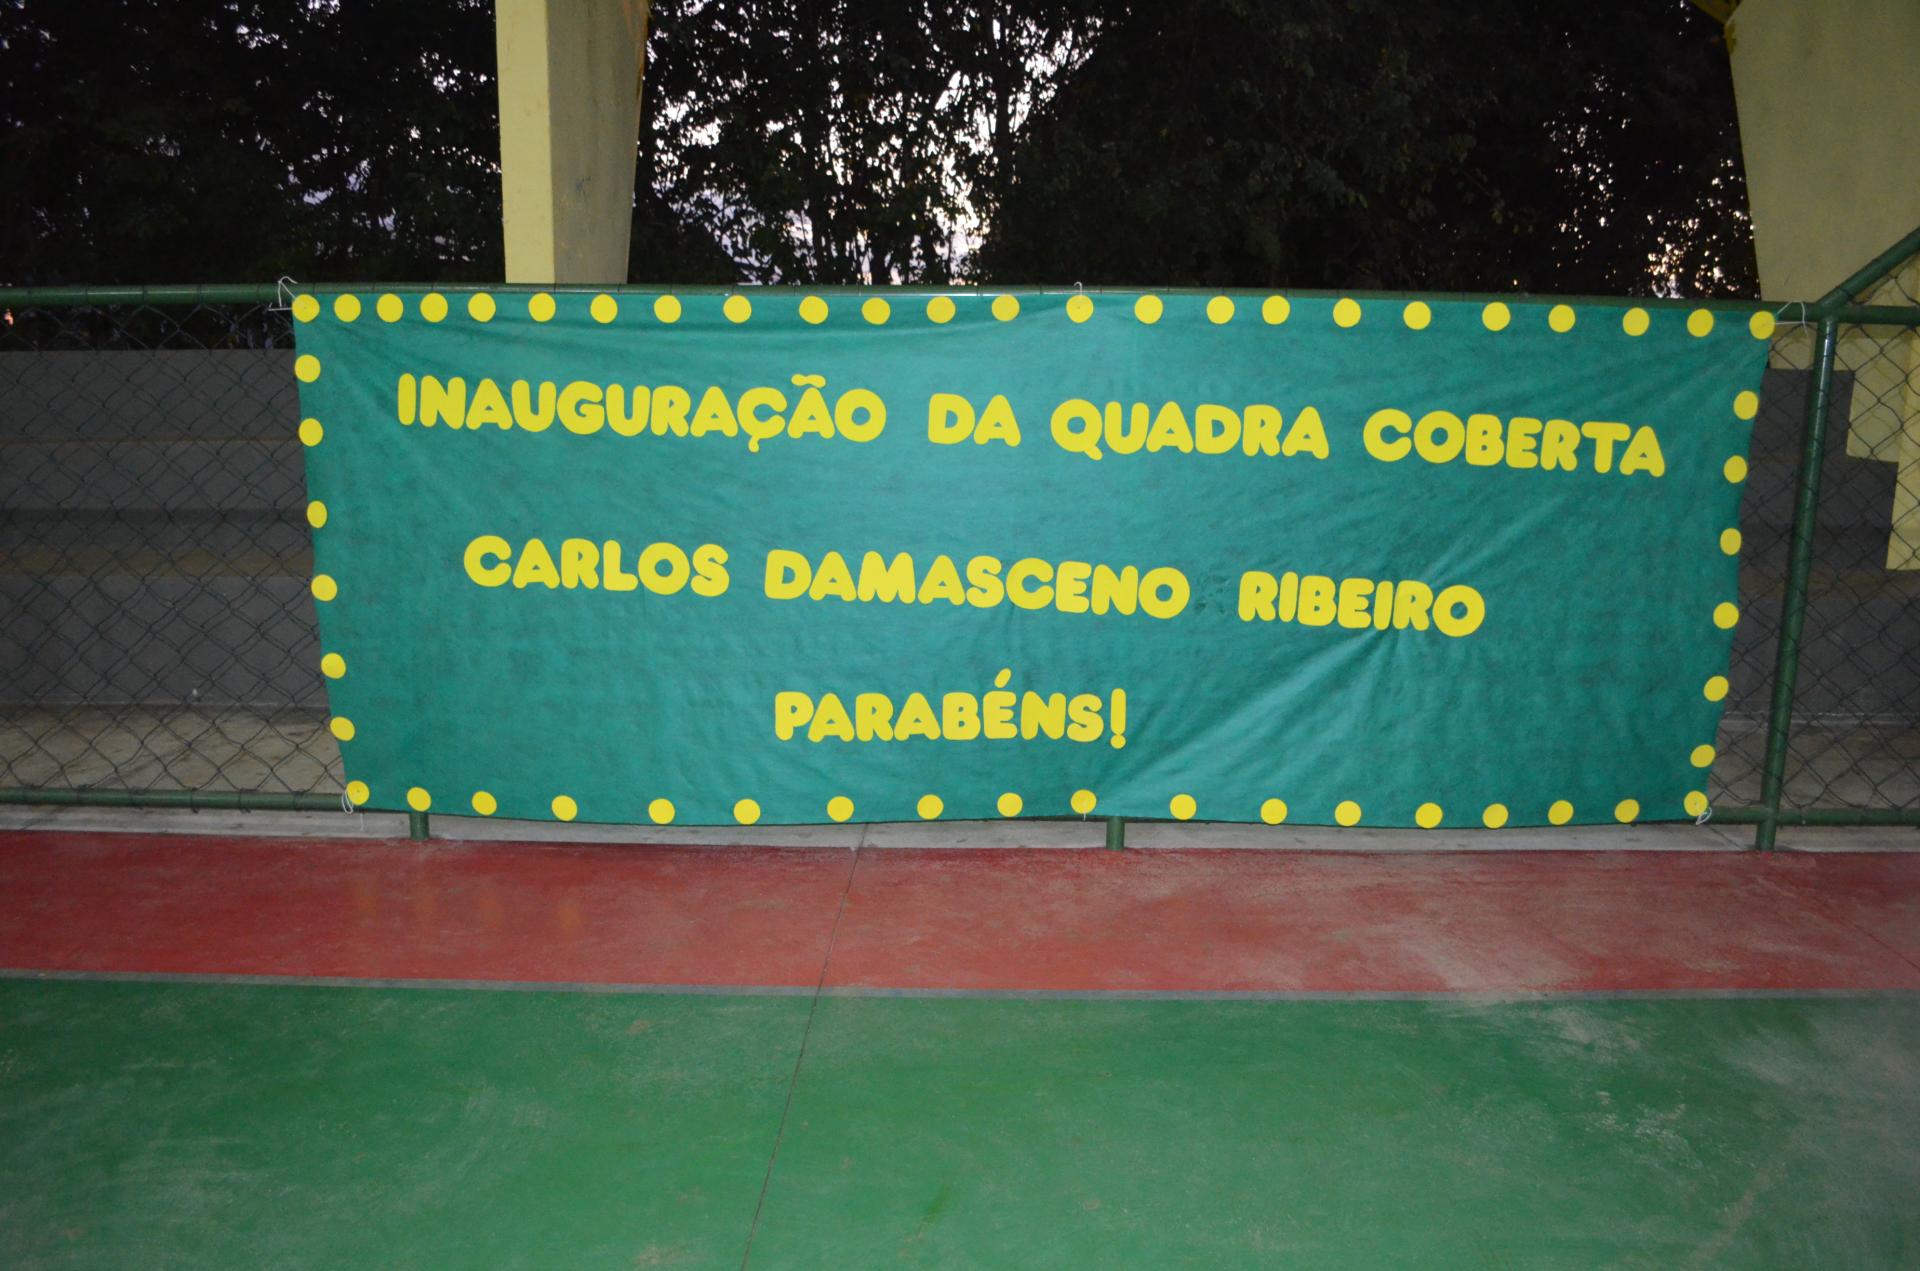 INAUGURAÇÃO DA QUADRA COBERTA
CARLOS DAMASCENO RIBEIRO
PARABÉNS!